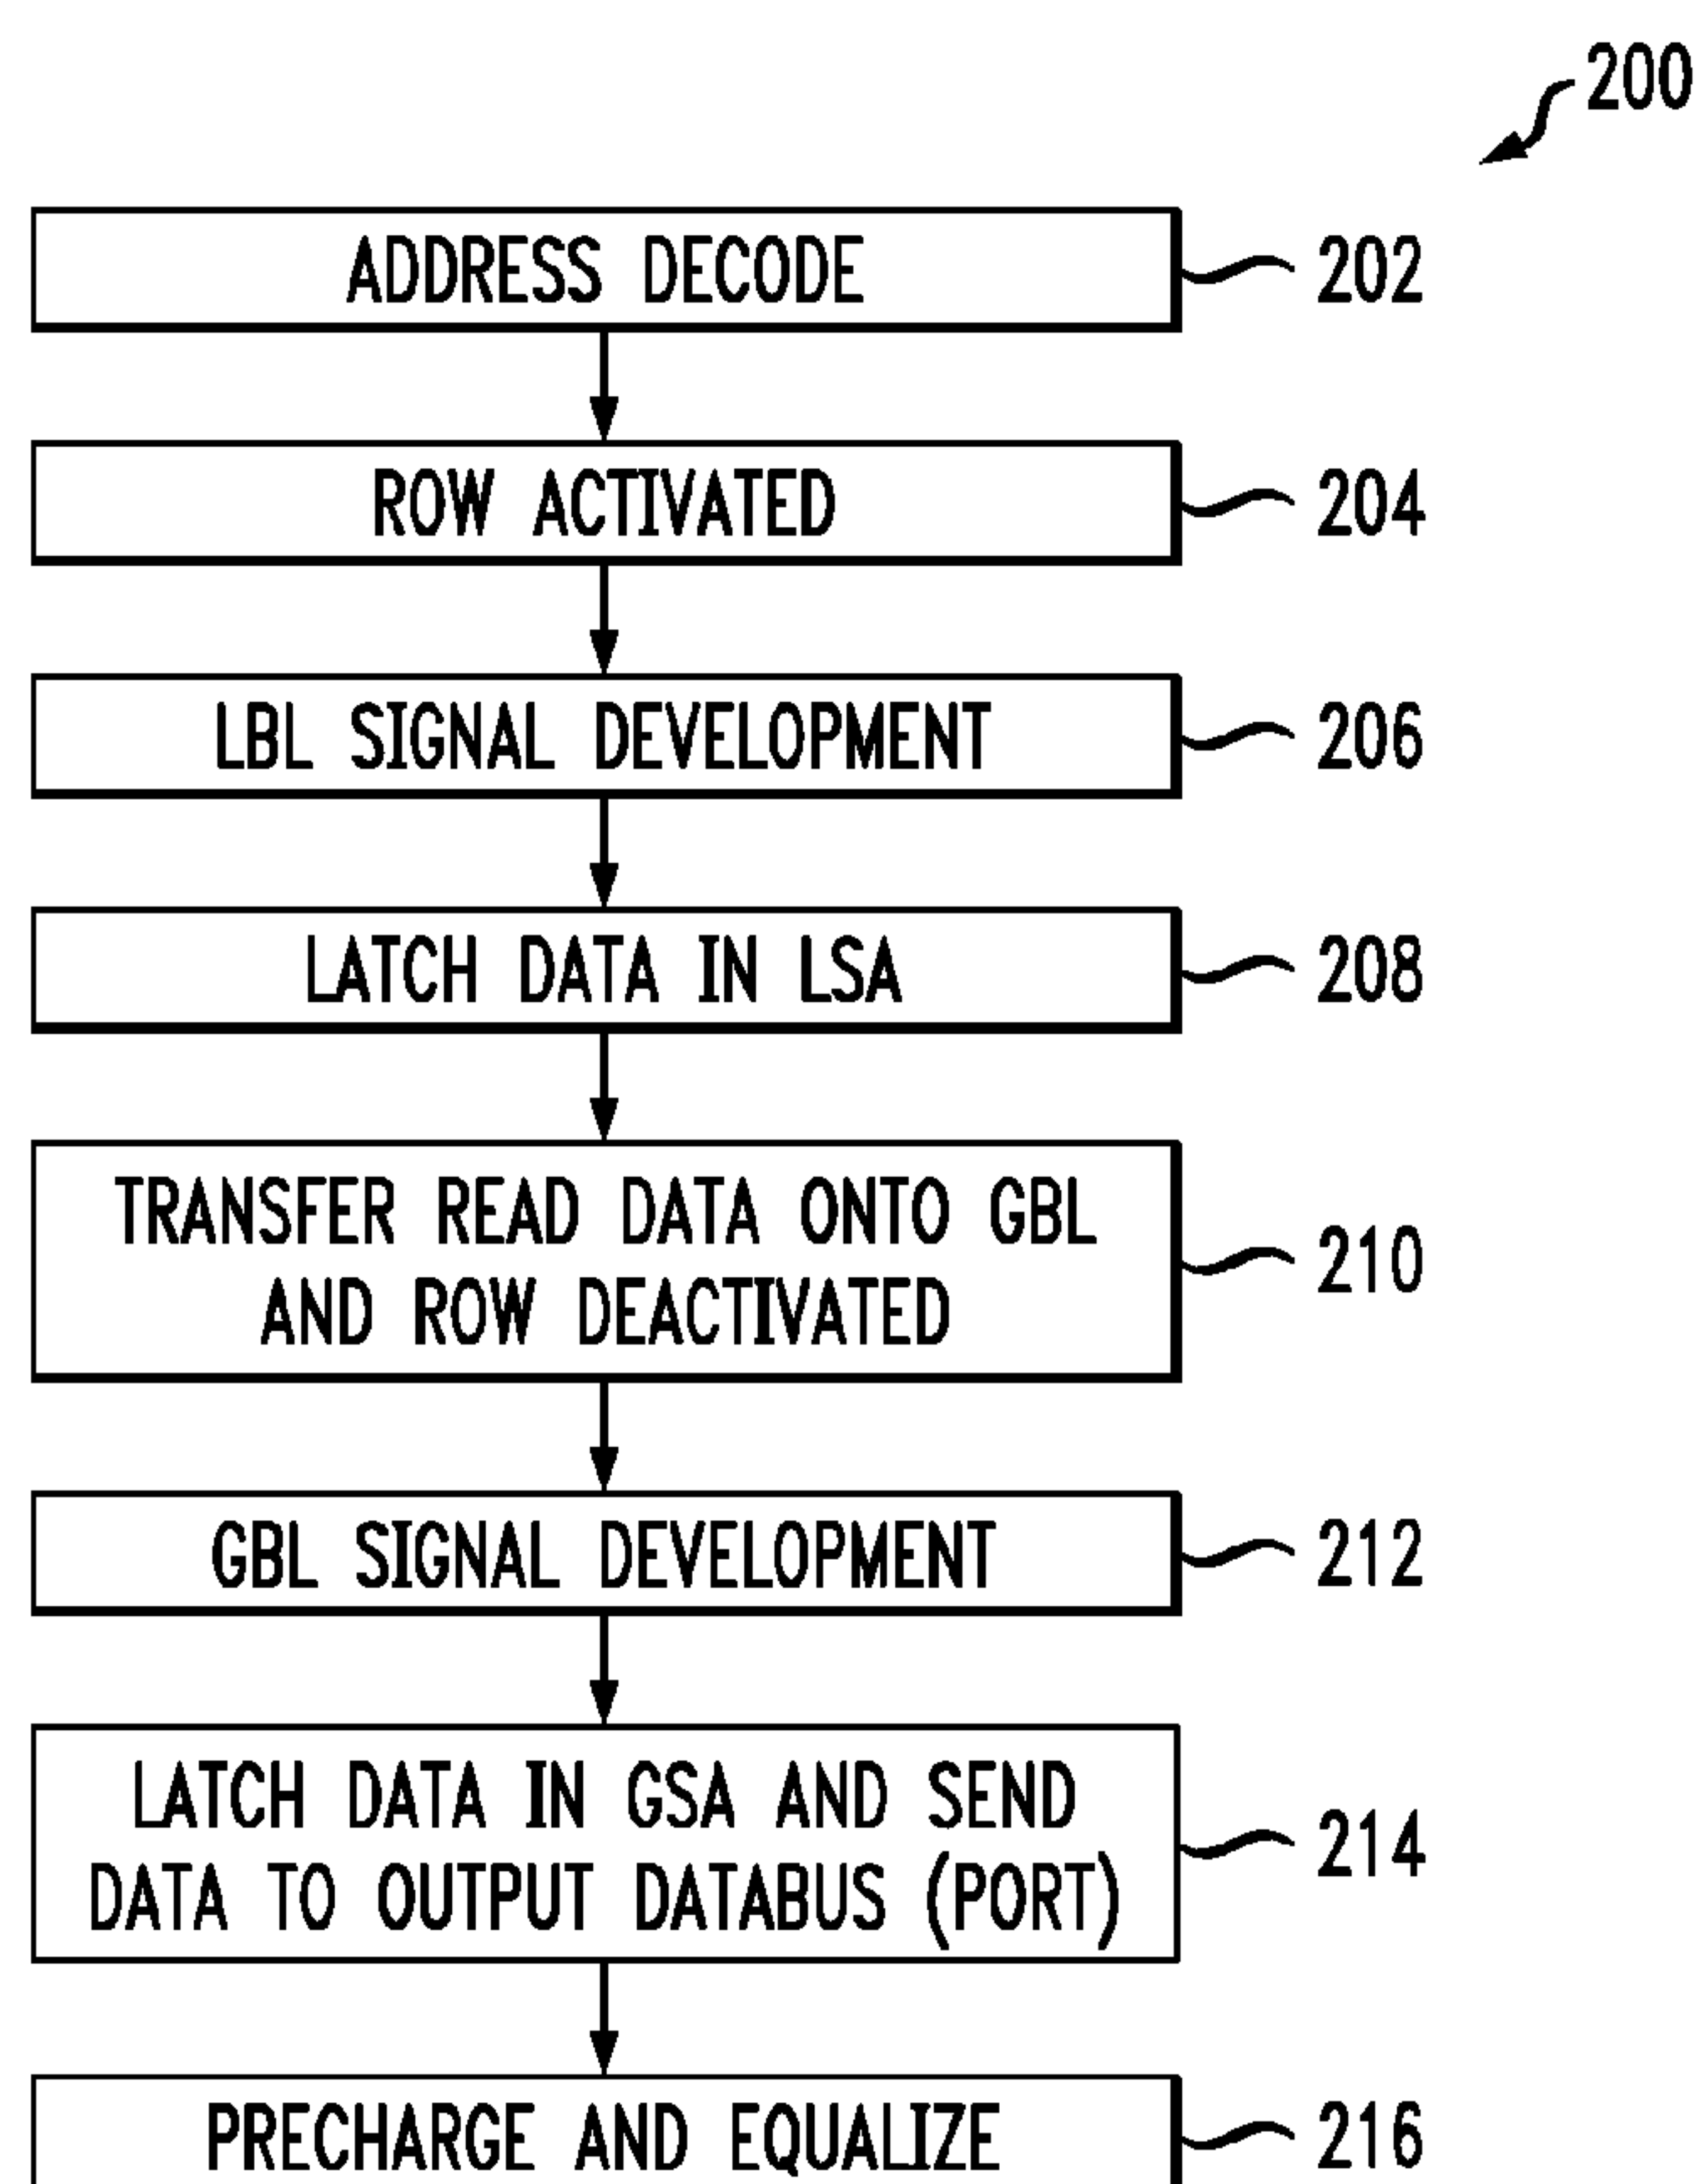 200
ADDRESS DECODE 202
ROW ACTIVATED 204
LBL SIGNAL DEVELOPMENT 206
LATCH DATA IN LSA 208
TRANSFER READ DATA ONTO GBL
AND ROW DEACTIVATED
210
GBL SIGNAL DEVELOPMENT 212
LATCH DATA IN GSA AND SEND
DATA TO OUTPUT DATABUS (PORT)
214
PRECHARGE AND EQUALIZE 216